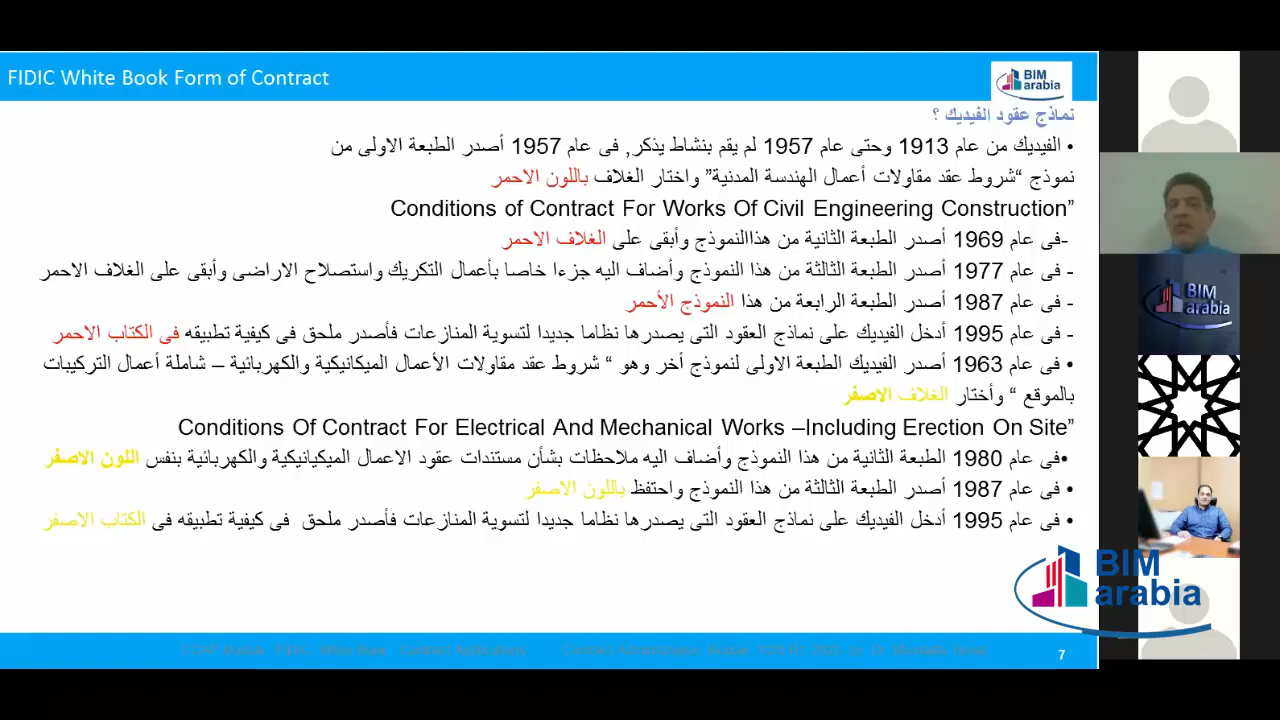 FIDIC White Book Form of Contract
BIM
arabia
نماذج عقود الفيديك ؟
• الفيديك من عام 1913 وحتى عام 1957 لم يقم بنشاط يذكر, فى عام 1957 أصدر الطبعة الاولى من
نموذج “شروط عقد مقاولات أعمال الهندسة المدنية” واختار الغلاف باللون الاحمر
Conditions of Contract For Works Of Civil Engineering Construction”
-فى عام 1969 أصدر الطبعة الثانية من هذاالنموذج وأبقى على الغلاف الاحمر
- فى عام 1977 أصدر الطبعة الثالثة من هذا النموذج وأضاف اليه جزءا خاصا بأعمال التكريك واستصلاح الاراضى وأبقى على الغلاف الاحمر
- فى عام 1987 أصدر الطبعة الرابعة من هذا النموذج الأحمر
- فى عام 1995 أدخل الفيديك على نماذج العقود التى يصدرها نظاما جديدا لتسوية المنازعات فأصدر ملحق فى كيفية تطبيقه فى الكتاب الاحمر
• فى عام 1963 أصدر الفيديك الطبعة الاولى لنموذج أخر وهو “ شروط عقد مقاولات الأعمال الميكانيكية والكهربائية – شاملة أعمال التركيبات
بالموقع “ وأختار الغلاف الاصفر
Conditions Of Contract For Electrical And Mechanical Works –Including Erection On Site”
•فى عام 1980 الطبعة الثانية من هذا النموذج وأضاف اليه ملاحظات بشأن مستندات عقود الاعمال الميكيانيكية والكهربائية بنفس اللون الاصفر
• فى عام 1987 أصدر الطبعة الثالثة من هذا النموذج واحتفظ باللون الاصفر
• فى عام 1995 أدخل الفيديك على نماذج العقود التى يصدرها نظاما جديدا لتسوية المنازعات فأصدر ملحق فى كيفية تطبيقه فى الكتاب الاصفر
7
BIM
arabia
BIM
arabia